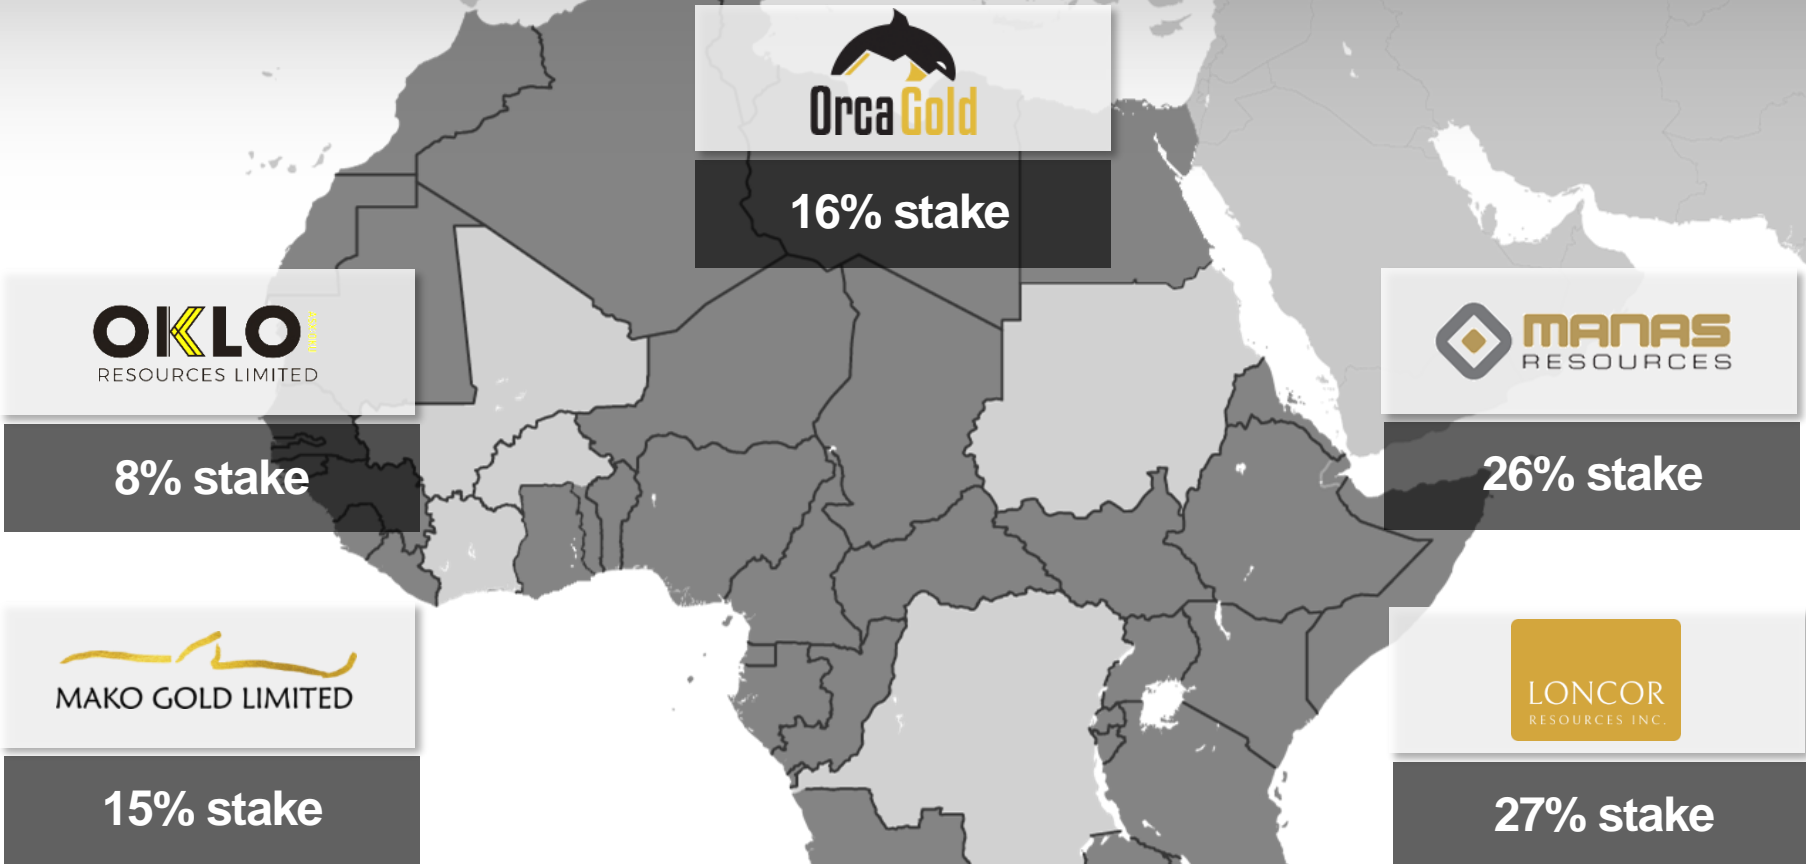 Orca Gold
16% stake
OKLO
RESOURCES LIMITED
8% stake
MANAS
RESOURCES
26% stake
MAKO GOLD LIMITED
15% stake
LONCOR
RESOURCES INC.
27% stake